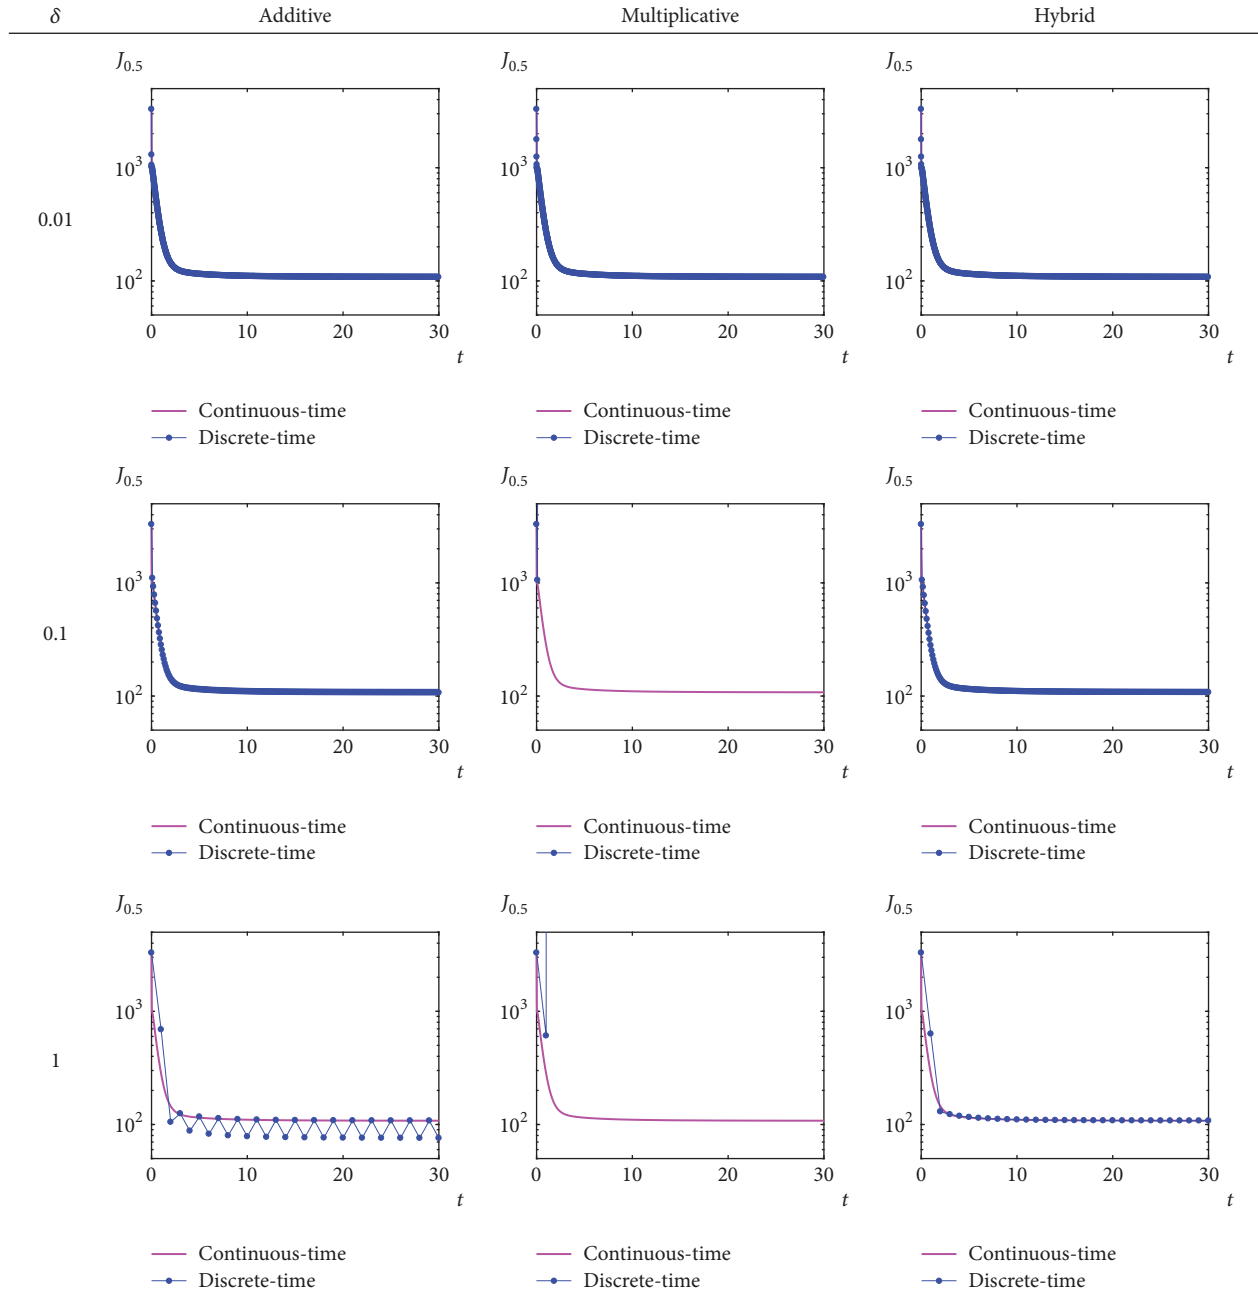 δ Additive Multiplicative Hybrid
J0.5 J0.5 J0.5
10^3 10^3 10^3
0.01
10^2 10^2 10^2
0 10 20 30 0 10 20 30 0 10 20 30
t t t
Continuous-time Continuous-time Continuous-time
Discrete-time Discrete-time Discrete-time
J0.5 J0.5 J0.5
10^3 10^3 10^3
0.1
10^2 10^2 10^2
0 10 20 30 0 10 20 30 0 10 20 30
t t t
Continuous-time Continuous-time Continuous-time
Discrete-time Discrete-time Discrete-time
J0.5 J0.5 J0.5
10^3 10^3 10^3
1
10^2 10^2 10^2
0 10 20 30 0 10 20 30 0 10 20 30
t t t
Continuous-time Continuous-time Continuous-time
Discrete-time Discrete-time Discrete-time